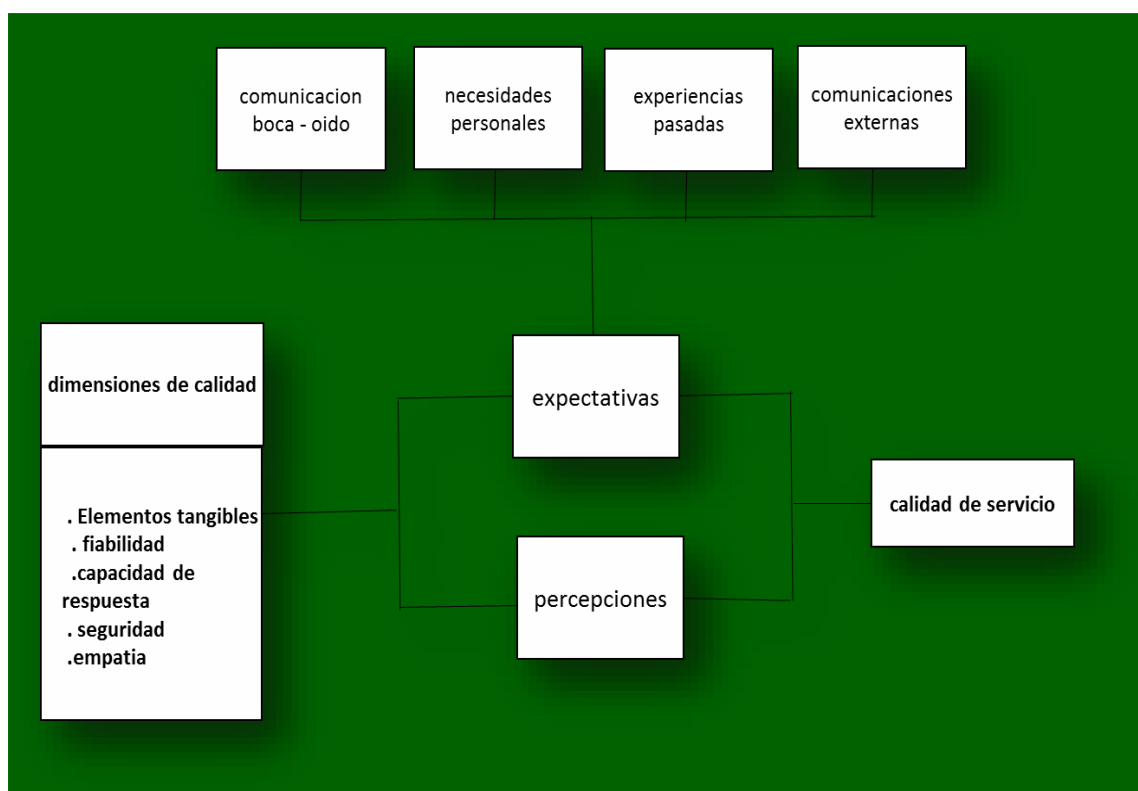 comunicacion
boca - oido
necesidades
personales
experiencias
pasadas
comunicaciones
externas
dimensiones de calidad
. Elementos tangibles
. fiabilidad
.capacidad de
respuesta
. seguridad
.empatia
expectativas
percepciones
calidad de servicio